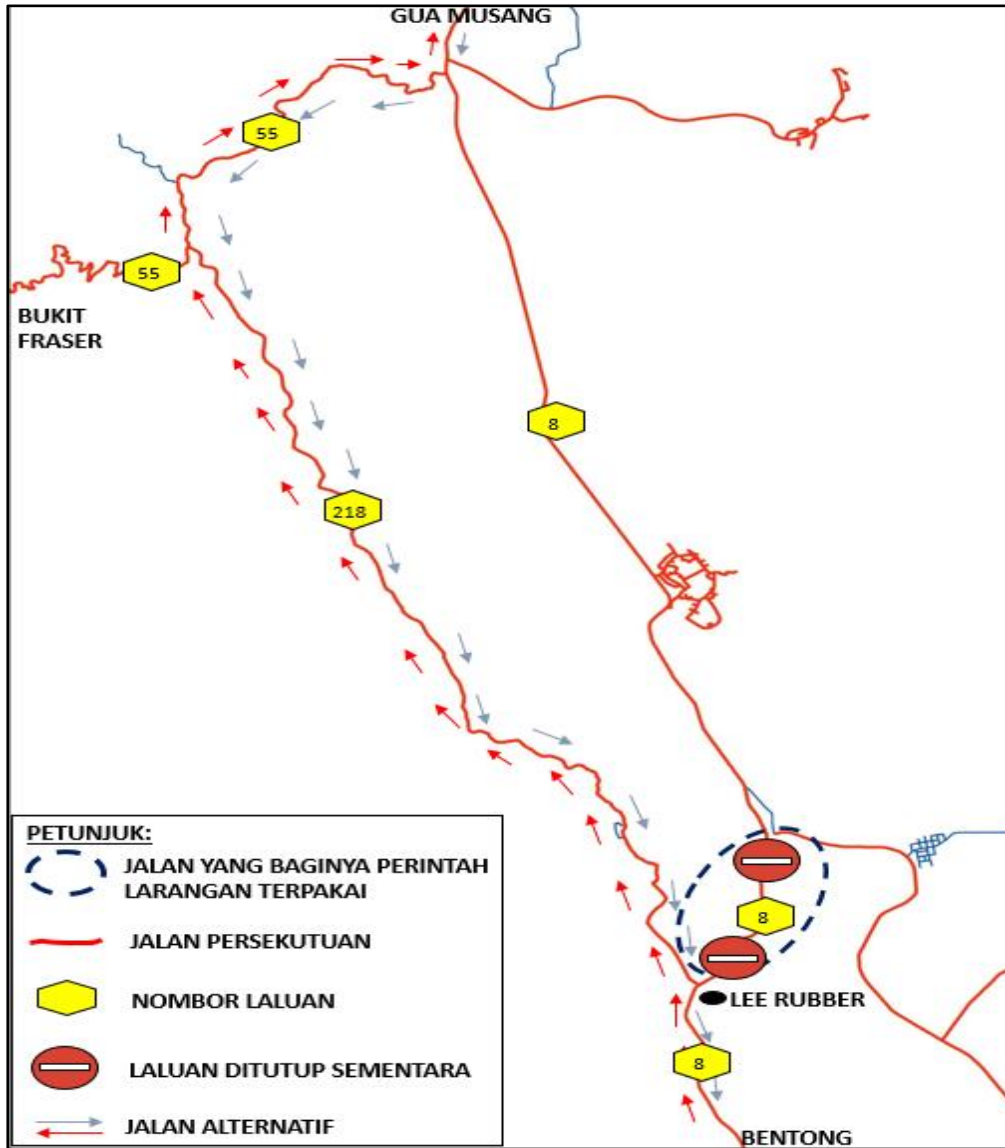 GUA MUSANG
55
55
BUKIT
FRASER
8
218
8
LEE RUBBER
8
BENTONG
PETUNJUK:
JALAN YANG BAGINYA PERINTAH
LARANGAN TERPAKAI
JALAN PERSEKUTUAN
NOMBOR LALUAN
LALUAN DITUTUP SEMENTARA
JALAN ALTERNATIF